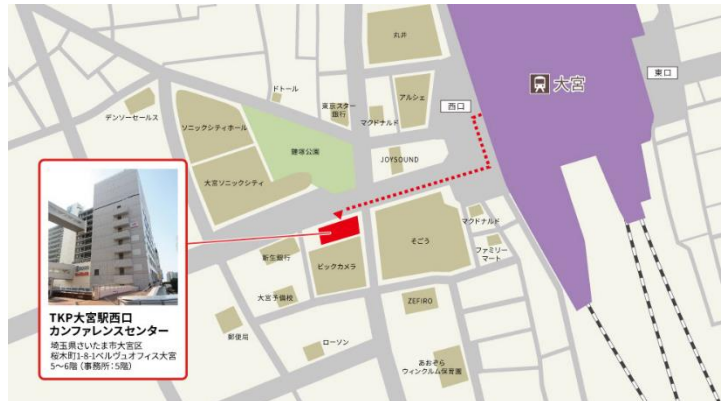 丸井
大宮
東口
西口
ドトール
東京スター
銀行
アルシェ
マクドナルド
デンソーセールス
ソニックシティホール
鐘塚公園
JOYSOUND
大宮ソニックシティ
マクドナルド
そごう
ファミリー
マート
新生銀行
ビックカメラ
大宮予備校
ZEFIRO
郵便局
ローソン
あおぞら
ウィンクルム保育園
TKP大宮駅西口
カンファレンスセンター
埼玉県さいたま市大宮区
桜木町1-8-1ベルヴュオフィス大宮
5〜6階（事務所：5階）